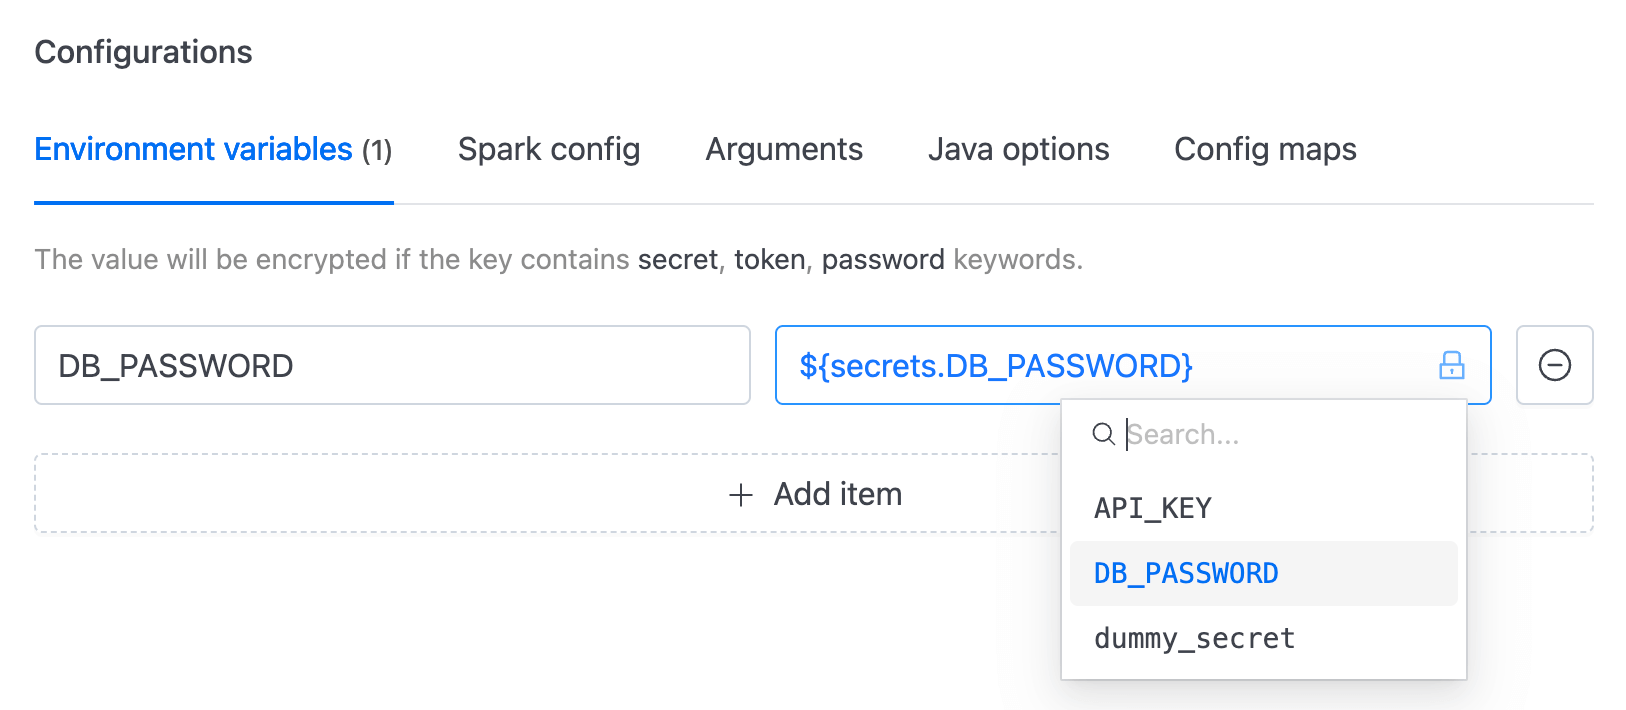 Configurations
Environment variables (1) Spark config Arguments Java options Config maps
The value will be encrypted if the key contains secret, token, password keywords.
DB_PASSWORD ${secrets.DB_PASSWORD}
Search...
Add item
API_KEY
DB_PASSWORD
dummy_secret